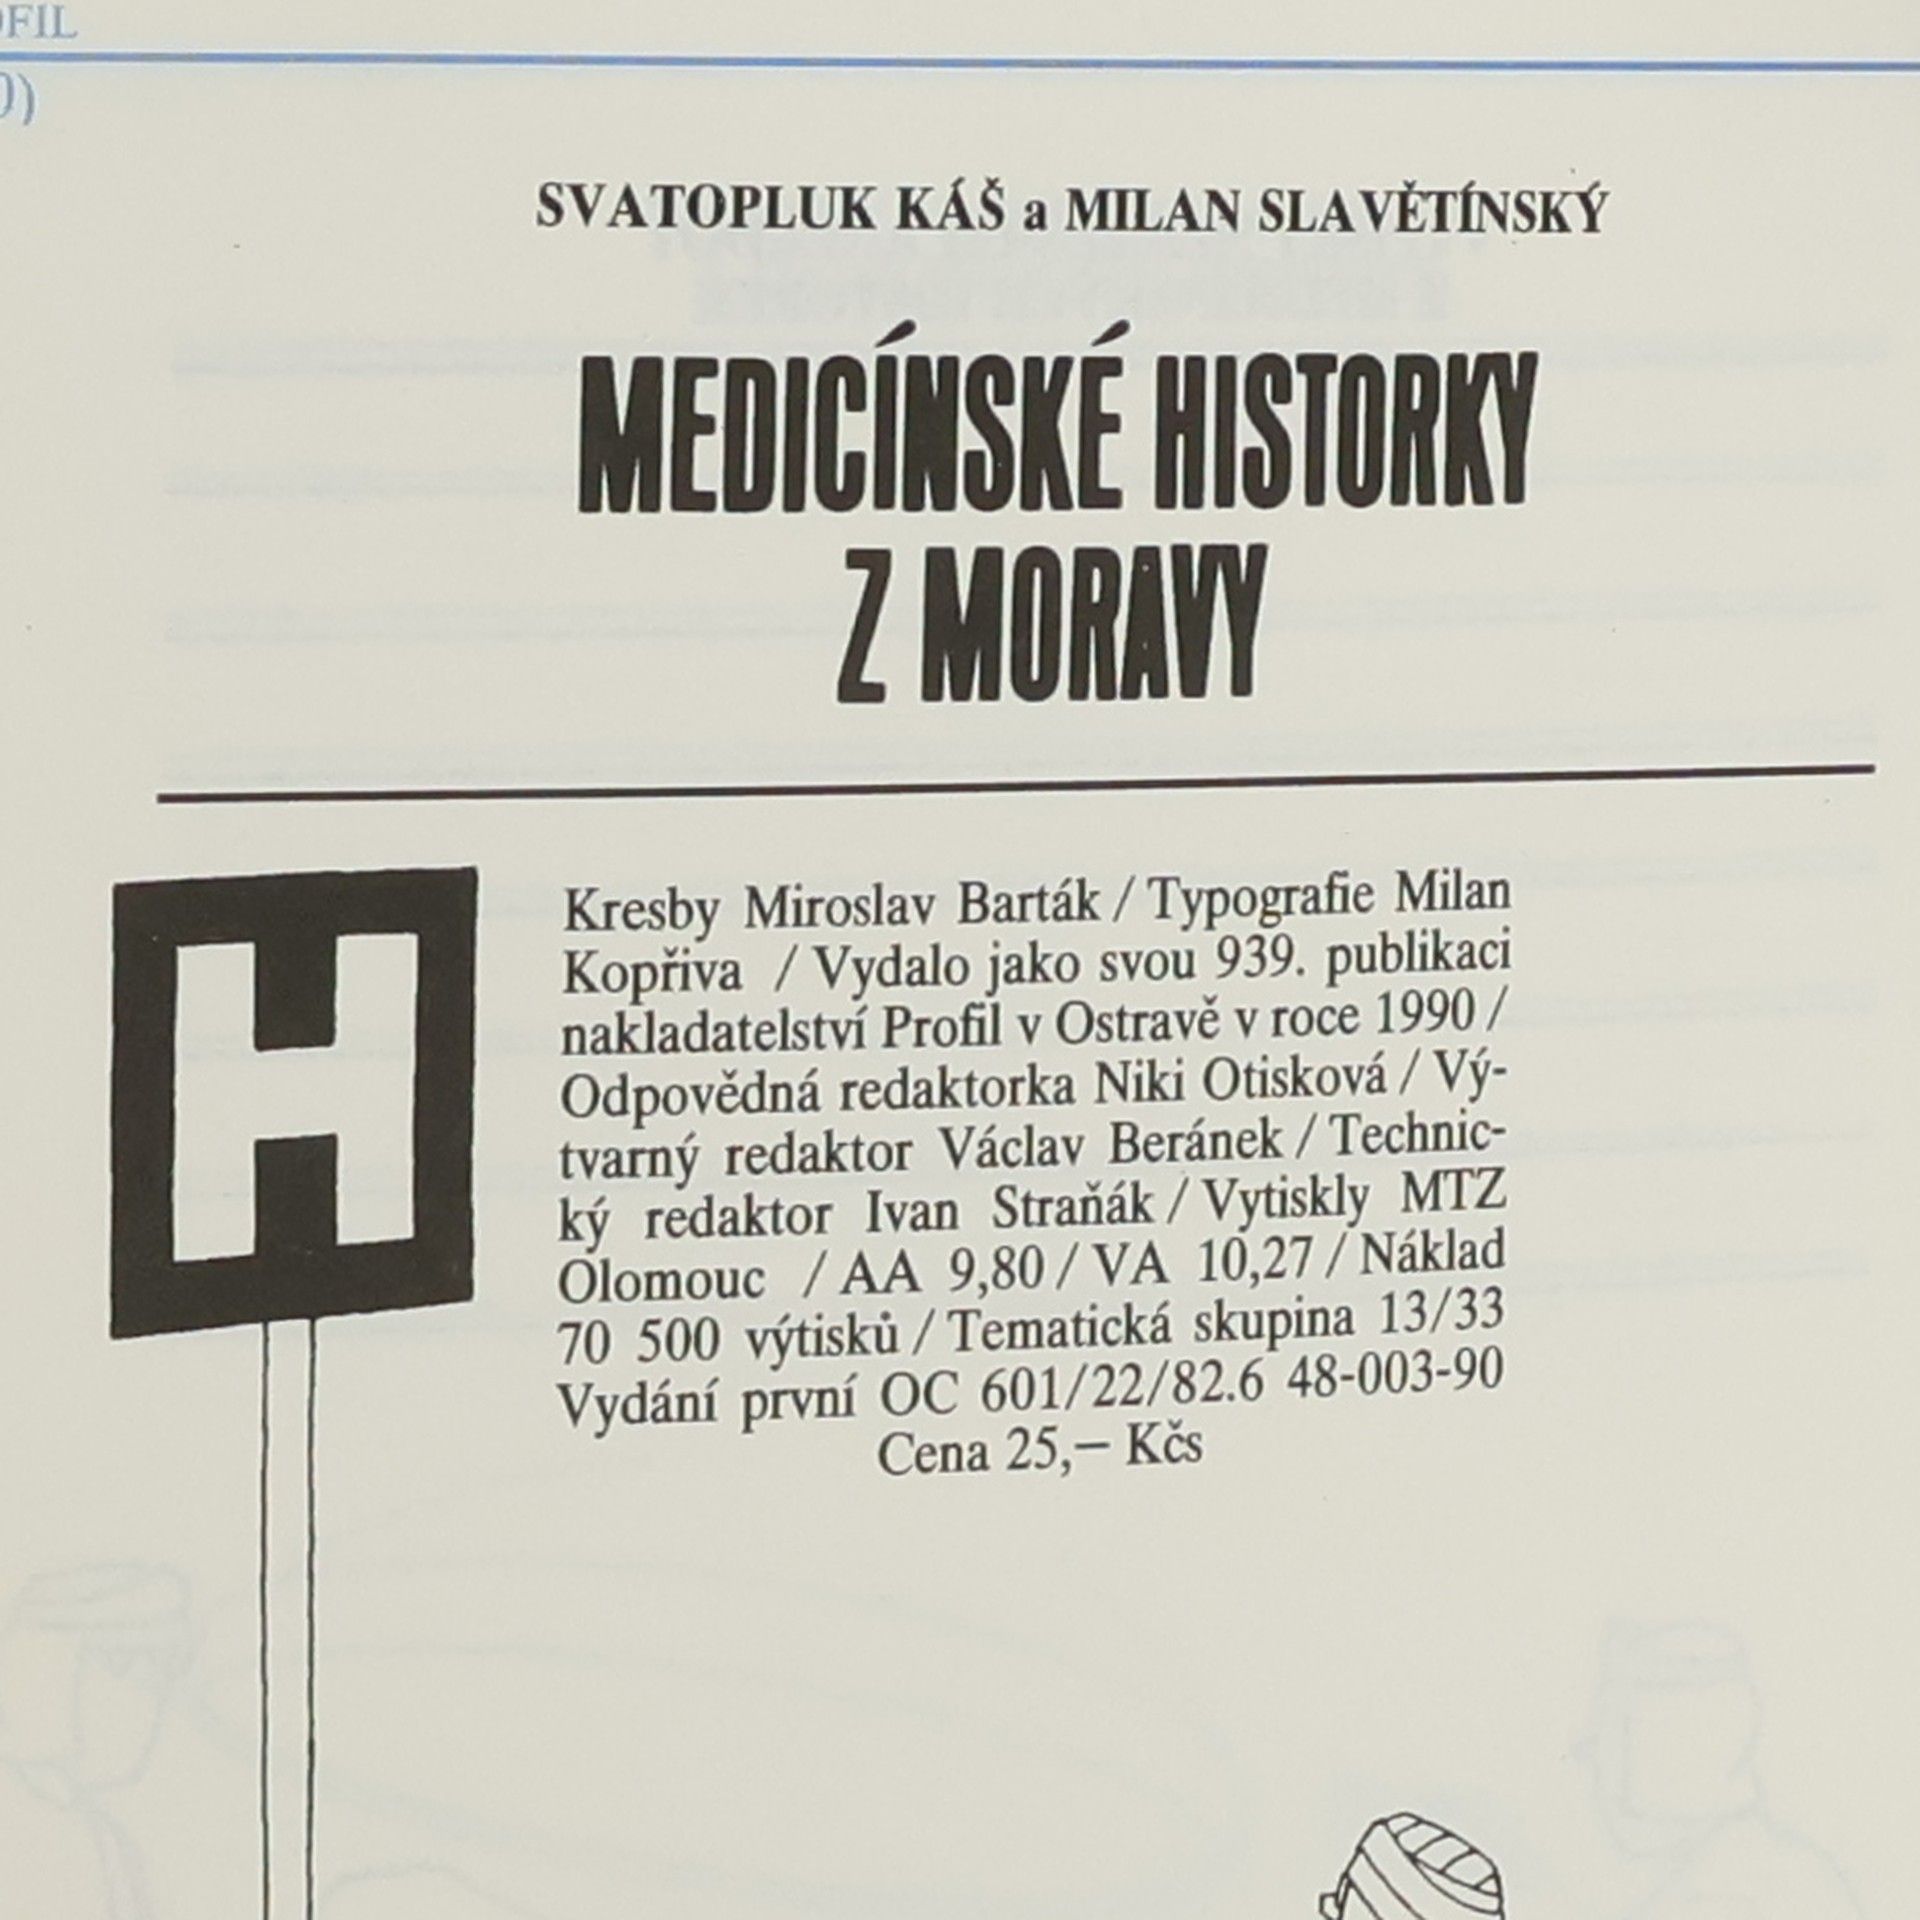 SVATOPLUK KÁŠ a MILAN SLAVĚTÍNSKÝ
MEDICÍNSKÉ HISTORKY
Z MORAVY
H
Kresby Miroslav Barták / Typografie Milan
Kopřiva / Vydalo jako svou 939. publikaci
nakladatelství Profil v Ostravě v roce 1990 /
Odpovědná redaktorka Niki Otisková / Vý-
tvarný redaktor Václav Beránek / Technic-
ký redaktor Ivan Straňák / Vytiskly MTZ
Olomouc / AA 9,80 / VA 10,27 / Náklad
70 500 výtisků / Tematická skupina 13/33
Vydání první OC 601/22/82.6 48-003-90
Cena 25,— Kčs